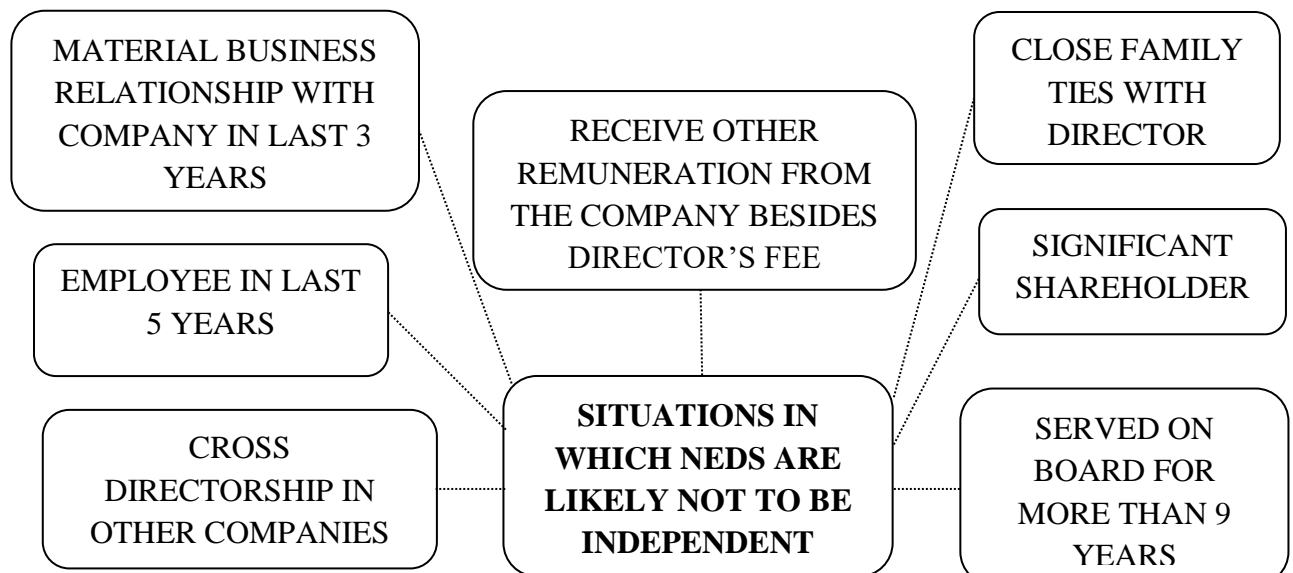 MATERIAL BUSINESS
RELATIONSHIP WITH
COMPANY IN LAST 3
YEARS
RECEIVE OTHER
REMUNERATION FROM
THE COMPANY BESIDES
DIRECTOR’S FEE
CLOSE FAMILY
TIES WITH
DIRECTOR
EMPLOYEE IN LAST
5 YEARS
SIGNIFICANT
SHAREHOLDER
CROSS
DIRECTORSHIP IN
OTHER COMPANIES
SITUATIONS IN
WHICH NEDS ARE
LIKELY NOT TO BE
INDEPENDENT
SERVED ON
BOARD FOR
MORE THAN 9
YEARS